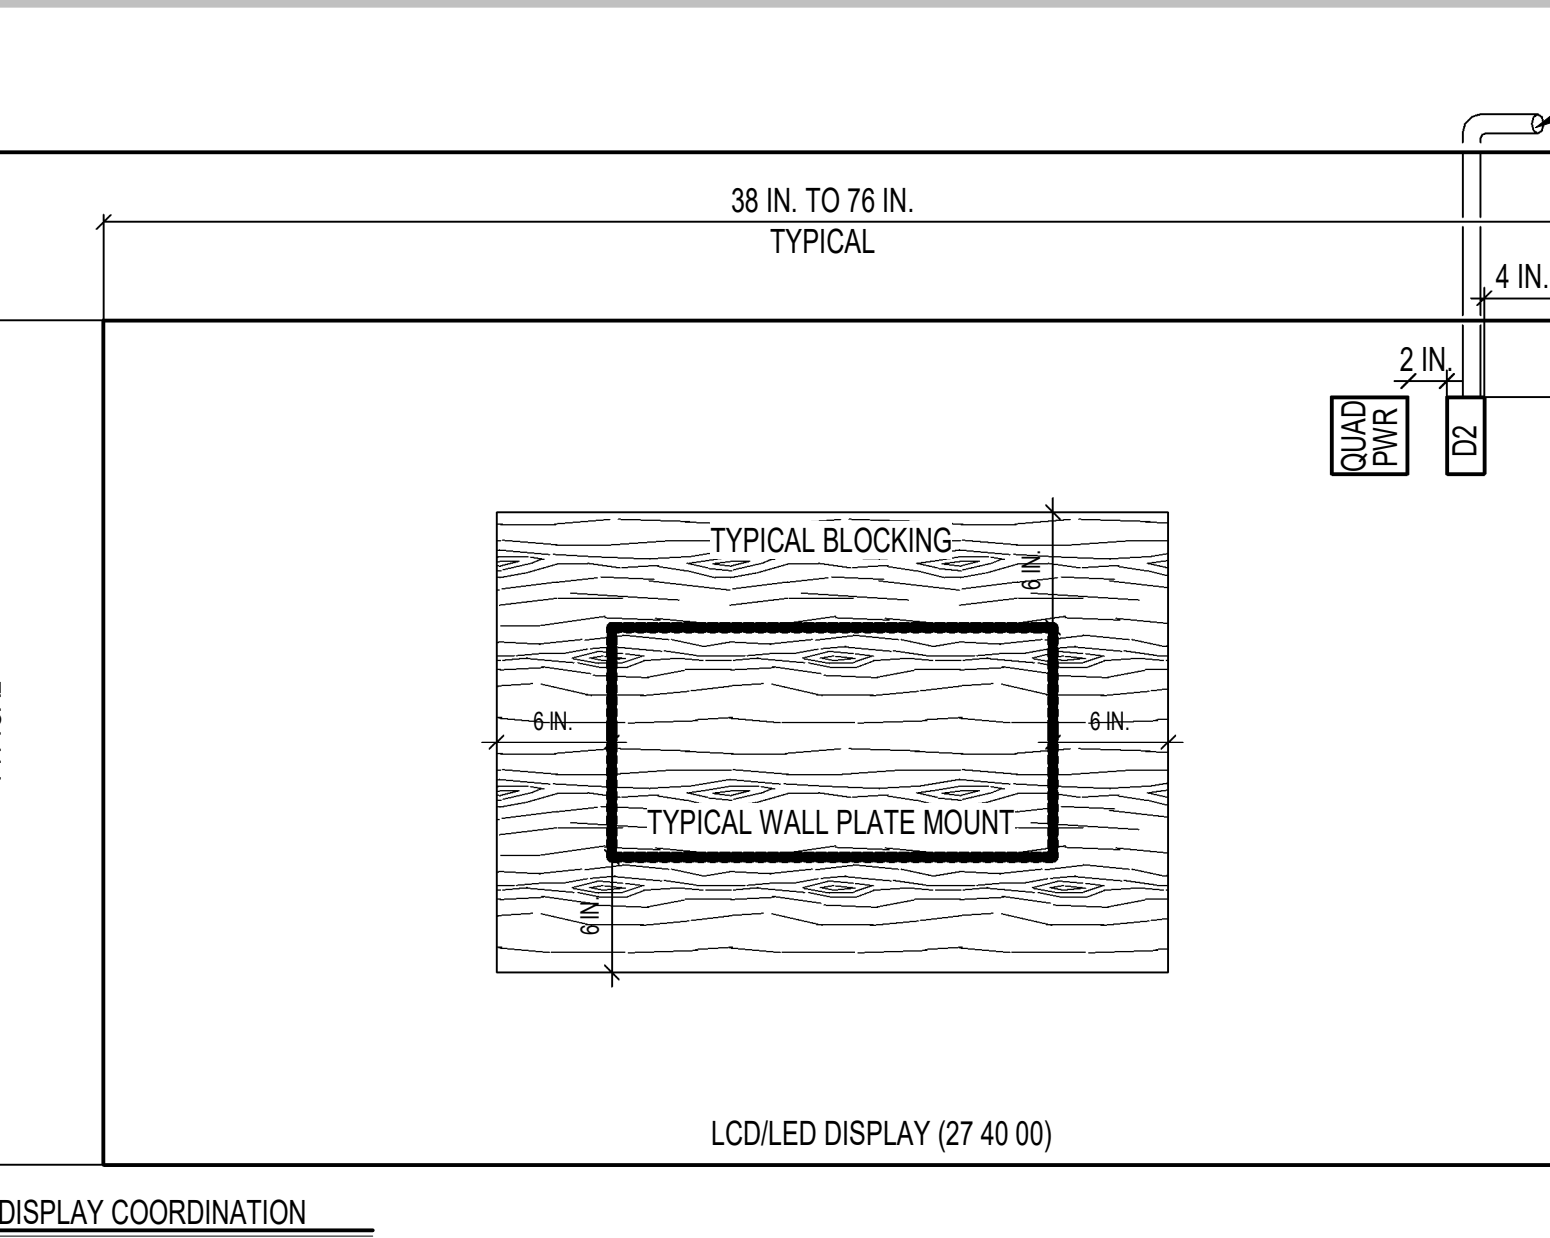 38 IN. TO 76 IN.
TYPICAL
4 IN.
2 IN.
QUAD
PWR
D2
TYPICAL BLOCKING
6 IN.
6 IN.
6 IN.
TYPICAL WALL PLATE MOUNT
6 IN.
LCD/LED DISPLAY (27 40 00)
DISPLAY COORDINATION